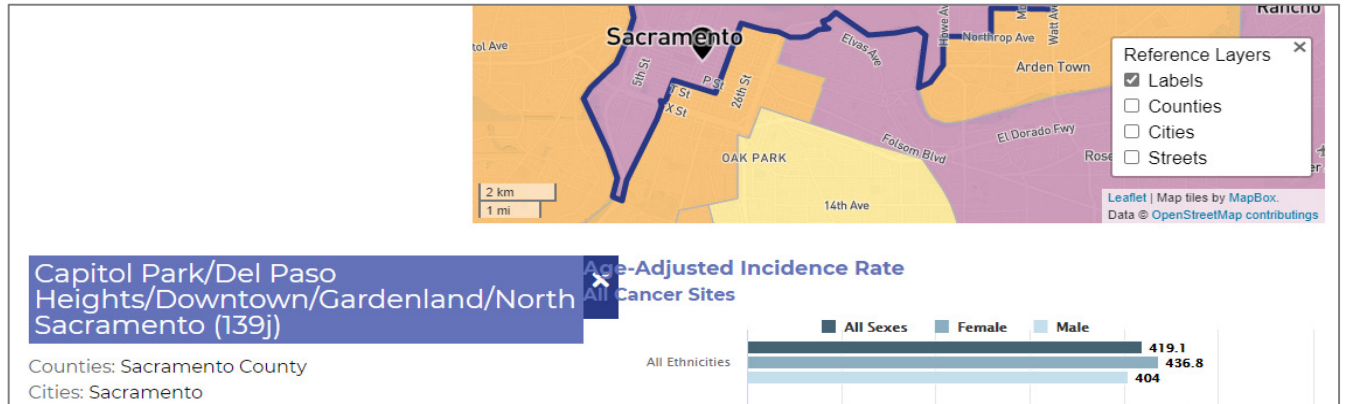 Rancho
Sacramento
tol Ave
Howe Av
Watt Av
Northrop Ave
Elvas Ave
Arden Town
Reference Layers
×
Labels
Counties
Cities
Streets
5th St
P St
T St
X St
26th St
El Dorado Fwy
Folsom Blvd
Rose
er
OAK PARK
14th Ave
2 km
1 mi
Leaflet | Map tiles by MapBox.
Data © OpenStreetMap contributings
Capitol Park/Del Paso
Heights/Downtown/Gardenland/North
Sacramento (139j)
×
Counties: Sacramento County
Cities: Sacramento
Age-Adjusted Incidence Rate
All Cancer Sites
All Sexes Female Male
All Ethnicities
419.1
436.8
404